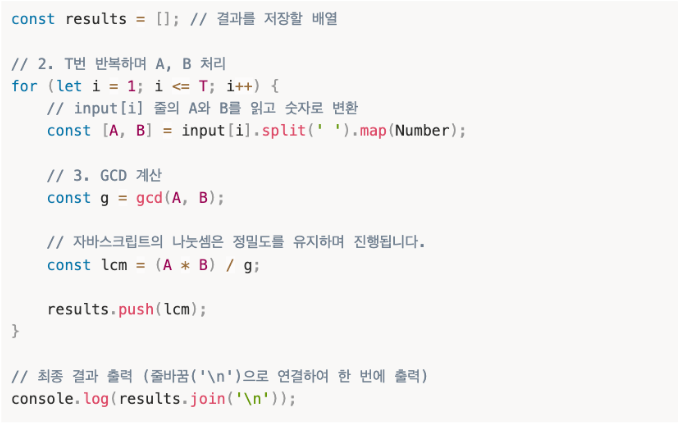 const results = []; // 결과를 저장할 배열
// 2. T번 반복하며 A, B 처리
for (let i = 1; i <= T; i++) {
// input[i] 줄의 A와 B를 읽고 숫자로 변환
const [A, B] = input[i].split(' ').map(Number);
// 3. GCD 계산
const g = gcd(A, B);
// 자바스크립트의 나눗셈은 정밀도를 유지하며 진행됩니다.
const lcm = (A * B) / g;
results.push(lcm);
}
// 최종 결과 출력 (줄바꿈('\n')으로 연결하여 한 번에 출력)
console.log(results.join('\n'));